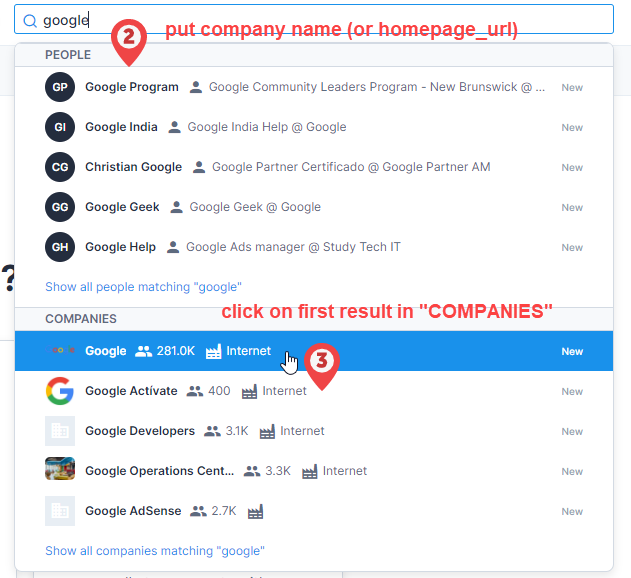 google
2 put company name (or homepage_url)
PEOPLE
GP Google Program Google Community Leaders Program - New Brunswick @ ... New
GI Google India Google India Help @ Google New
CG Christian Google Google Partner Certificado @ Google Partner AM New
GG Google Geek Google Geek @ Google New
GH Google Help Google Ads manager @ Study Tech IT New
?
Show all people matching "google"
click on first result in "COMPANIES"
COMPANIES
Google 281.0K Internet New
3
Google Actívate 400 Internet New
Google Developers 3.1K Internet New
Google Operations Cent... 3.3K Internet New
Google AdSense 2.7K New
Show all companies matching "google"